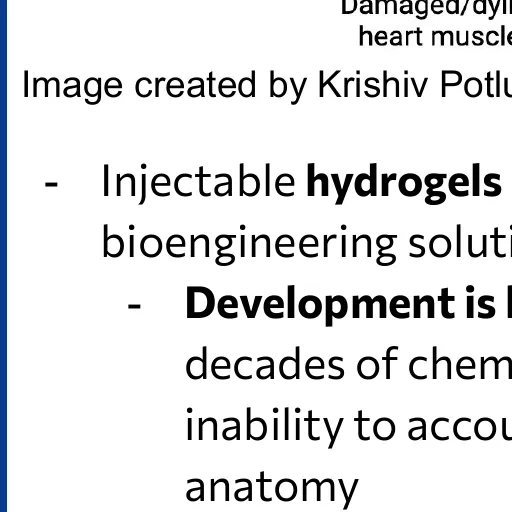 Damaged/dyin
heart muscle
Image created by Krishiv Potlu
- Injectable hydrogels
bioengineering soluti
- Development is
decades of chem
inability to accou
anatomy